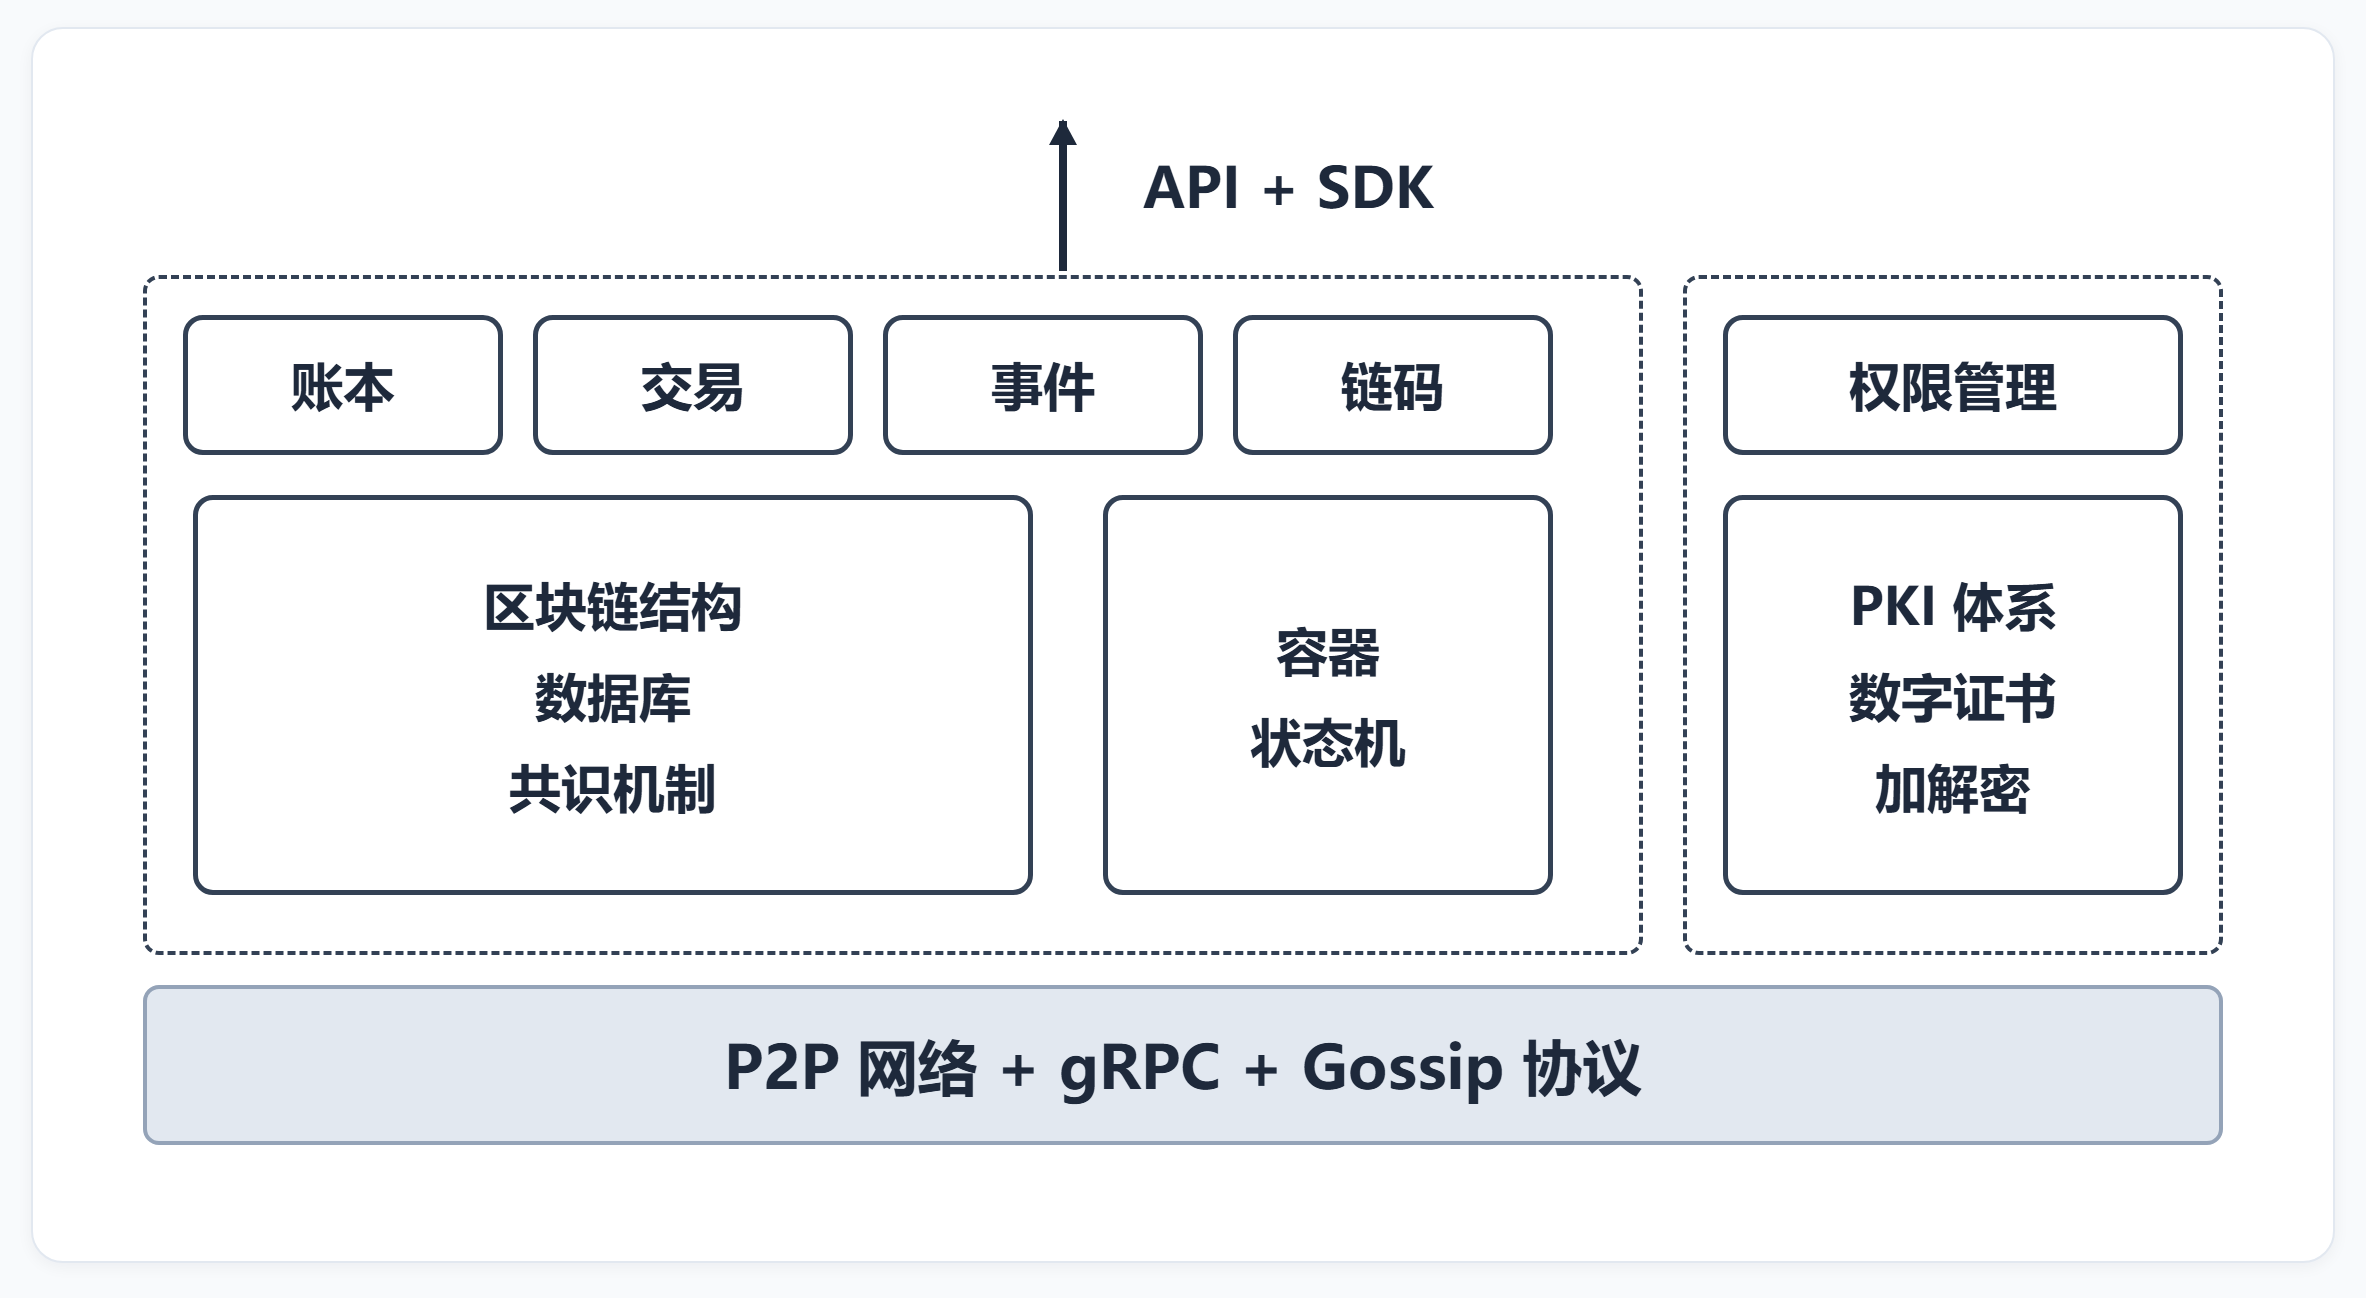 API + SDK
账本
交易
事件
链码
权限管理
区块链结构
数据库
共识机制
容器
状态机
PKI 体系
数字证书
加解密
P2P 网络 + gRPC + Gossip 协议